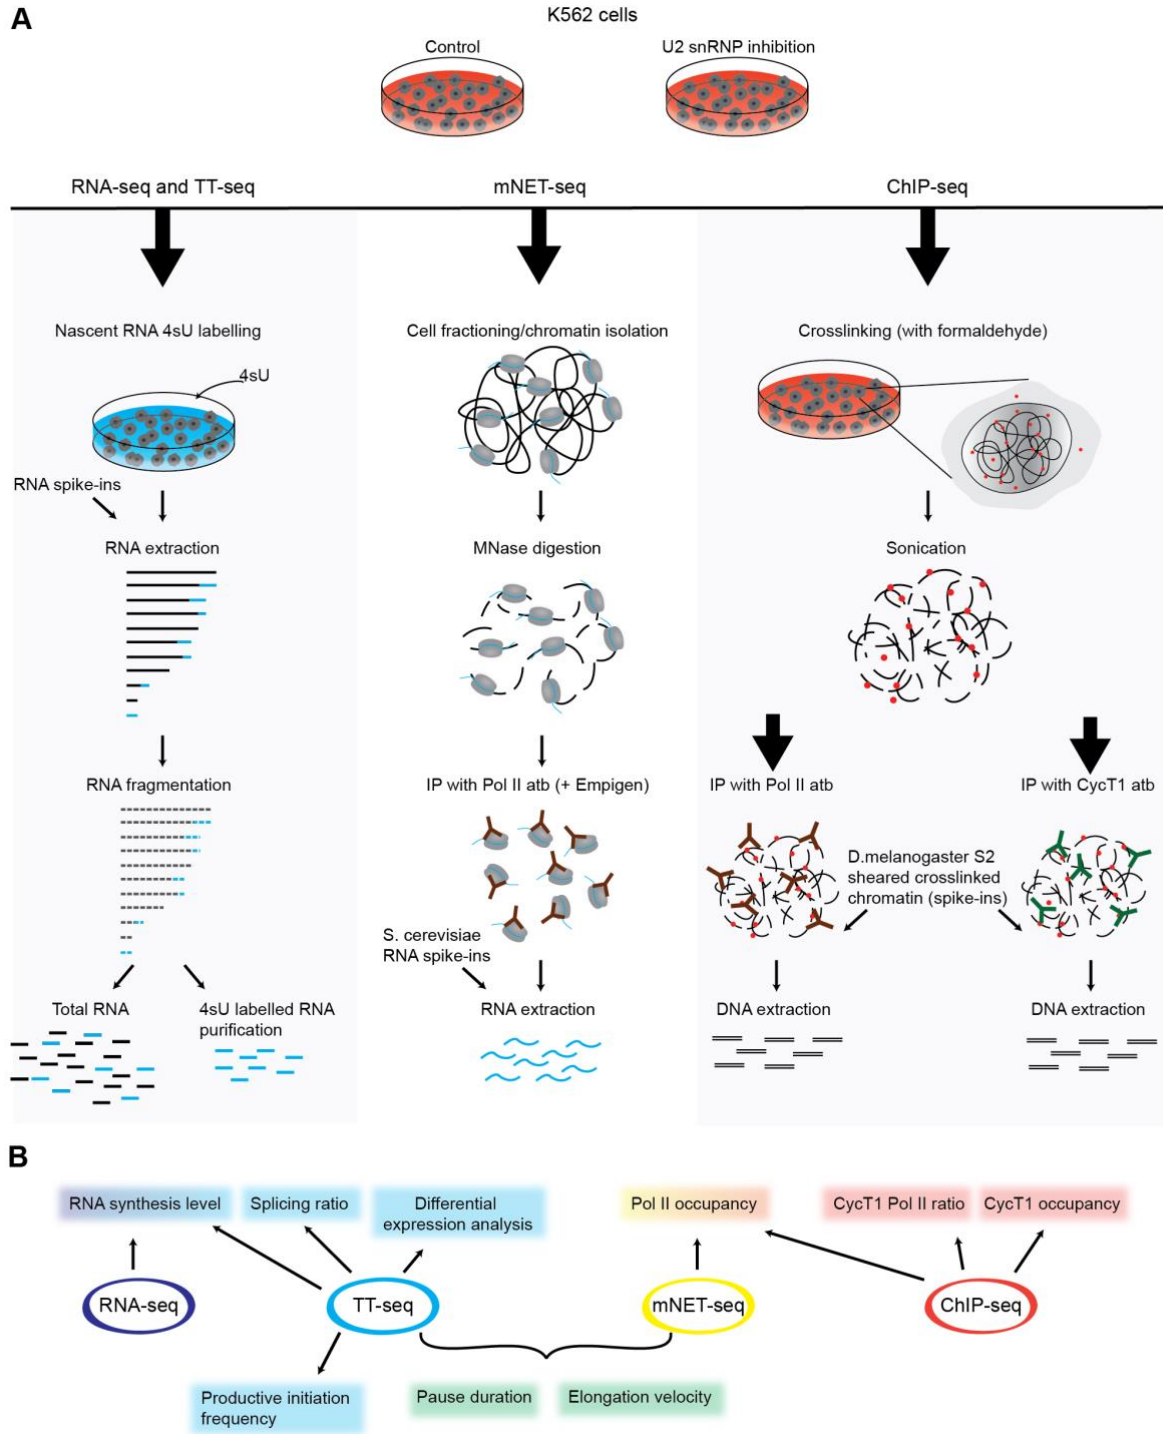 A
K562 cells
Control
U2 snRNP inhibition
RNA-seq and TT-seq
mNET-seq
ChIP-seq
Nascent RNA 4sU labelling
4sU
RNA spike-ins
RNA extraction
RNA fragmentation
Total RNA
4sU labelled RNA
purification
Cell fractioning/chromatin isolation
MNase digestion
IP with Pol II atb (+ Empigen)
S. cerevisiae
RNA spike-ins
RNA extraction
Crosslinking (with formaldehyde)
Sonication
IP with Pol II atb
IP with CycT1 atb
D.melanogaster S2
sheared crosslinked
chromatin (spike-ins)
DNA extraction
DNA extraction
B
RNA synthesis level
Splicing ratio
Differential
expression analysis
Pol II occupancy
CycT1 Pol II ratio
CycT1 occupancy
RNA-seq
TT-seq
mNET-seq
ChIP-seq
Productive initiation
frequency
Pause duration
Elongation velocity